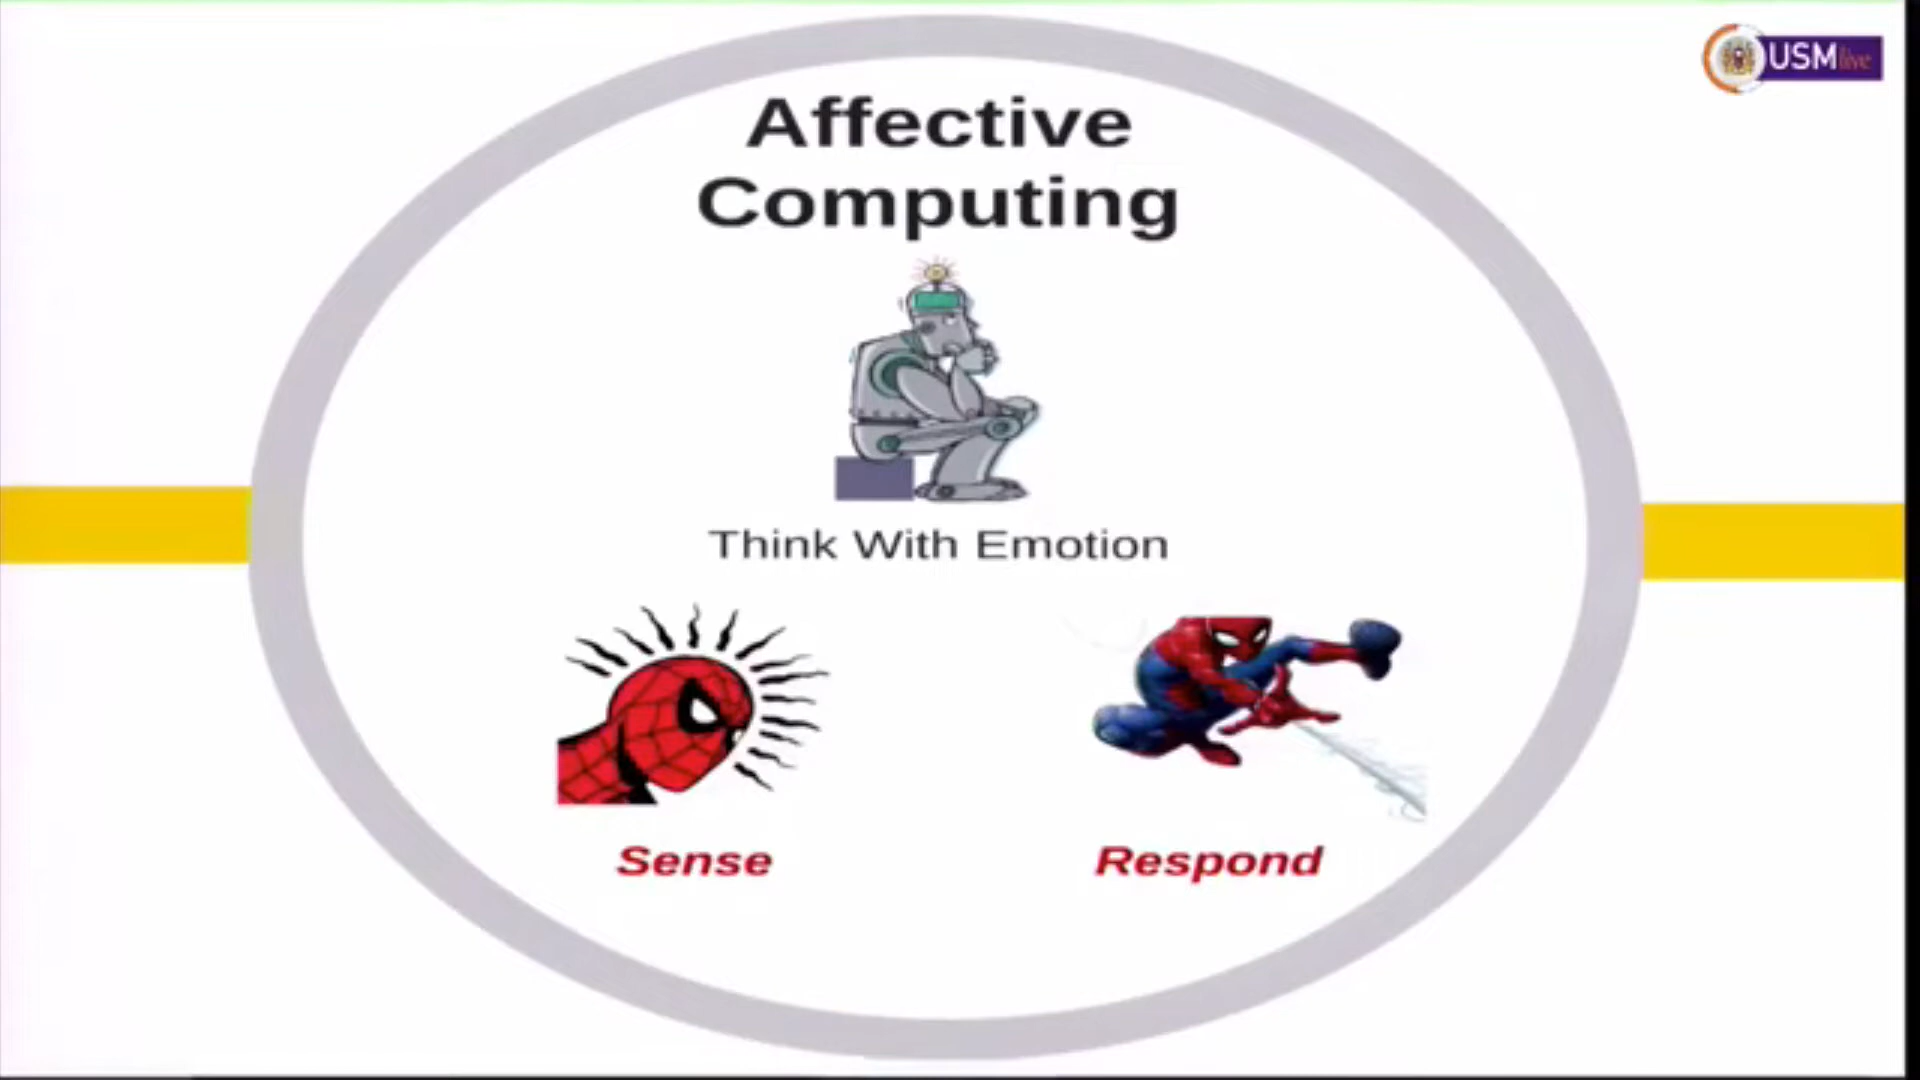 USMlive
Affective
Computing
Think With Emotion
Sense
Respond